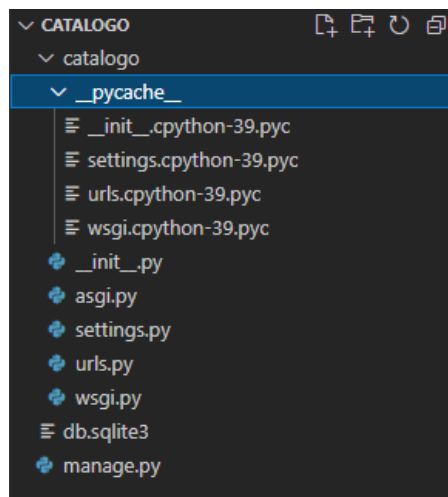 CATALOGO
catalogo
__pycache__
__init__.cpython-39.pyc
settings.cpython-39.pyc
urls.cpython-39.pyc
wsgi.cpython-39.pyc
__init__.py
asgi.py
settings.py
urls.py
wsgi.py
db.sqlite3
manage.py